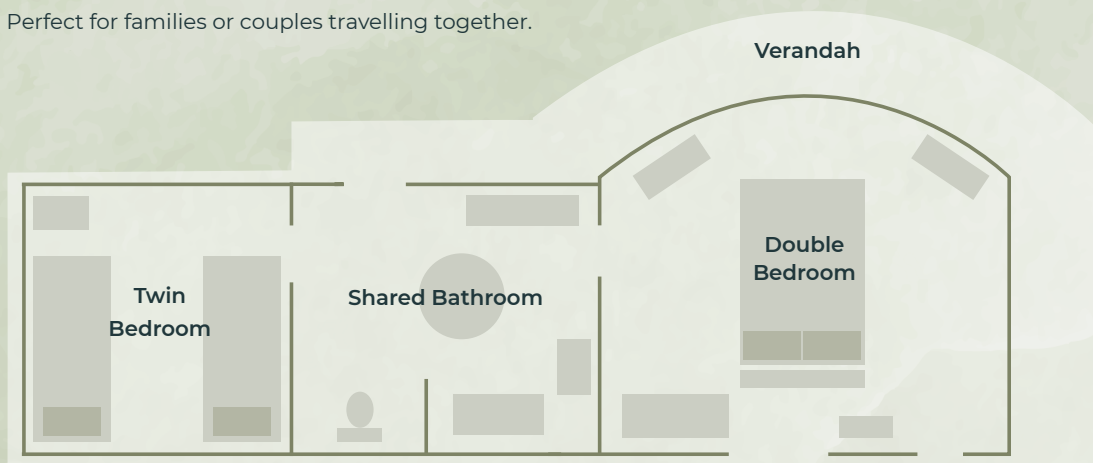 Perfect for families or couples travelling together.
Verandah
Double
Bedroom
Twin
Bedroom
Shared Bathroom